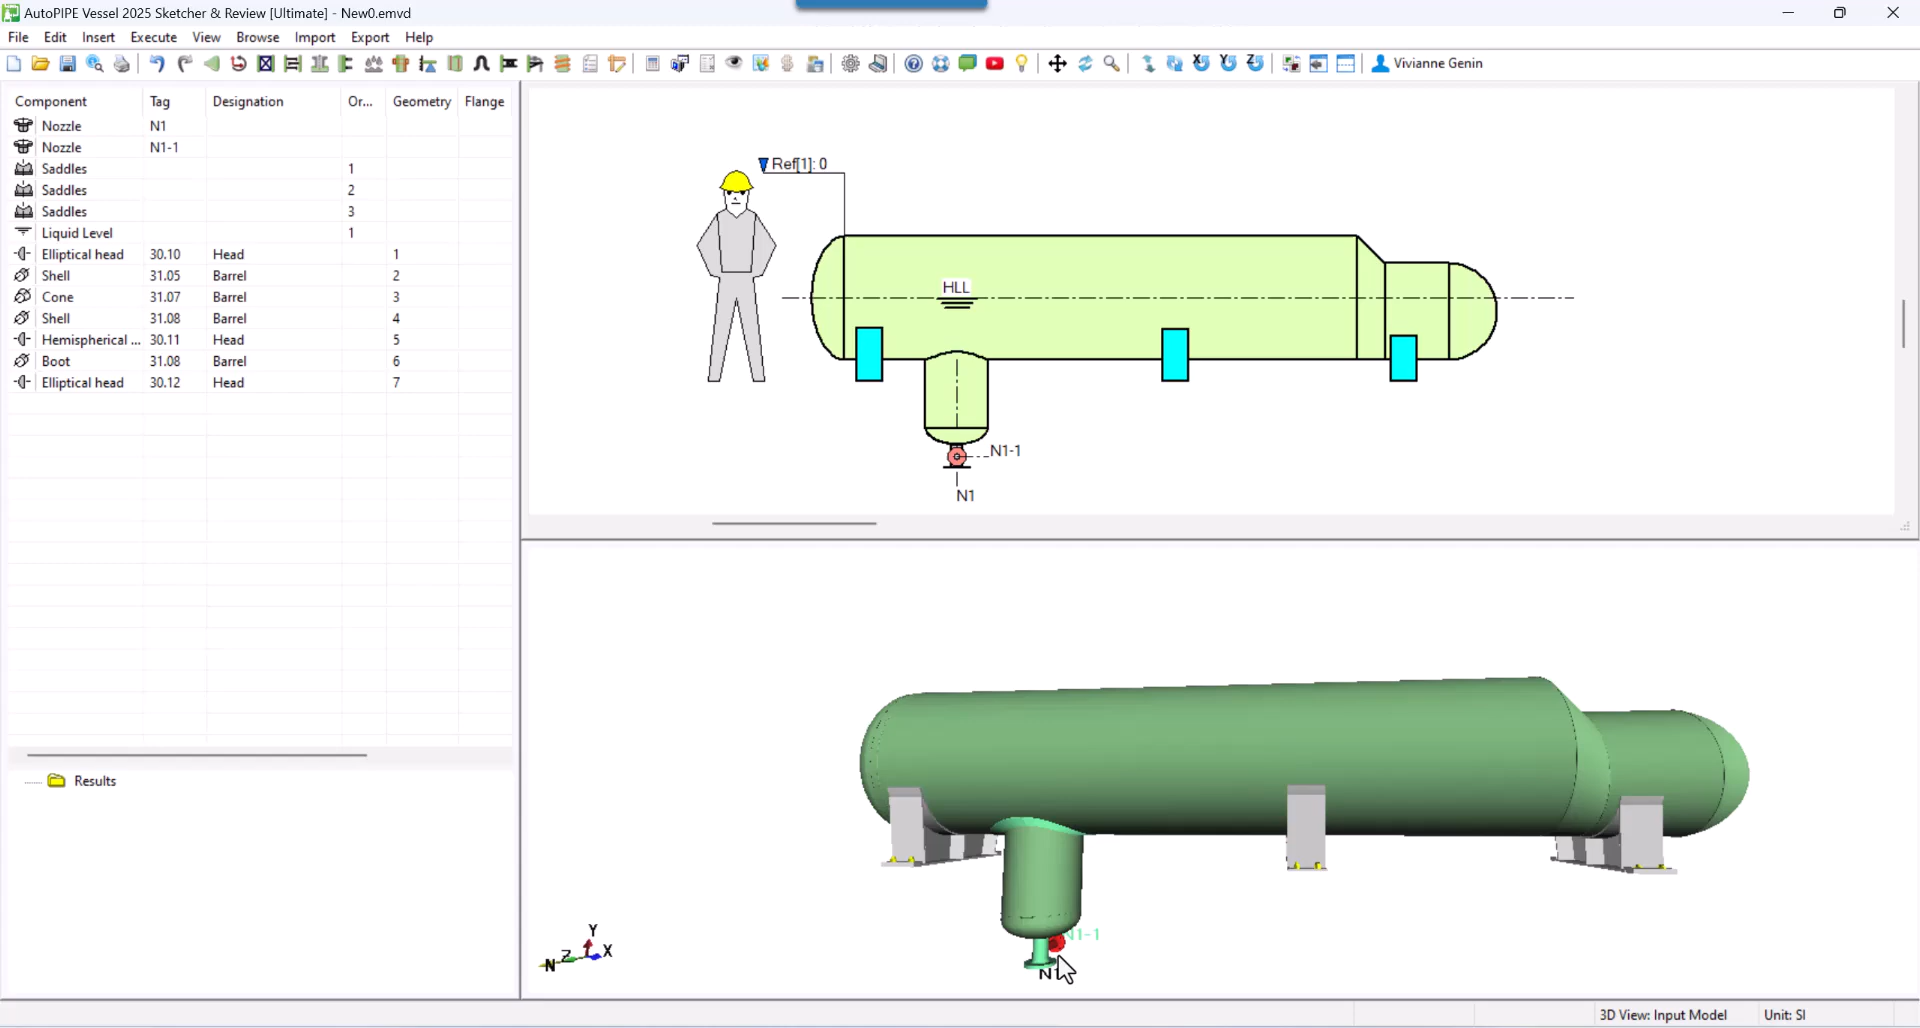 AutoPIPE Vessel 2025 Sketcher & Review [Ultimate] - New0.emvd
File Edit Insert Execute View Browse Import Export Help
Vivianne Genin
Component Tag Designation Or... Geometry Flange
Nozzle N1
Nozzle N1-1
Saddles 1
Saddles 2
Saddles 3
Liquid Level 1
Elliptical head 30.10 Head 1
Shell 31.05 Barrel 2
Cone 31.07 Barrel 3
Shell 31.08 Barrel 4
Hemispherical ... 30.11 Head 5
Boot 31.08 Barrel 6
Elliptical head 30.12 Head 7
Results
Ref[1]: 0
HLL
N1-1
N1
N1-1
N1
Y
Z X
N
3D View: Input Model Unit: SI